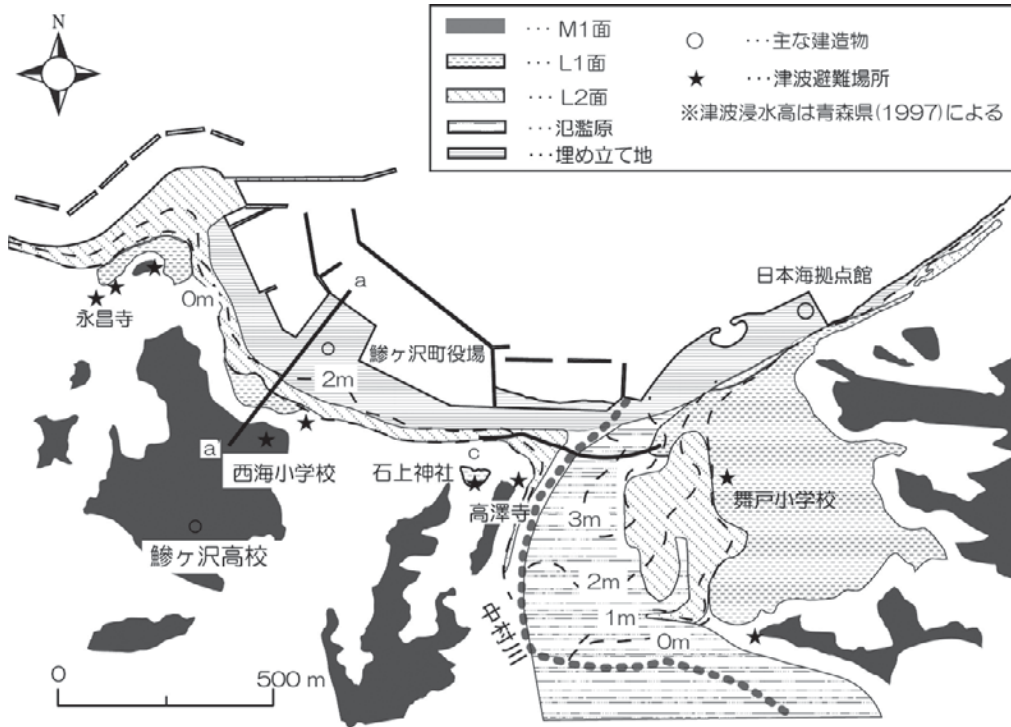 N
･･･M1面
･･･L1面
･･･L2面
･･･氾濫原
･･･埋め立て地
･･･主な建造物
･･･津波避難場所
※津波浸水高は青森県(1997)による
日本海拠点館
a
0m
永昌寺
鰺ヶ沢町役場
2m
a
西海小学校
石上神社
c
高澤寺
舞戸小学校
3m
鰺ヶ沢高校
2m
1m
0m
中村川
0
500 m